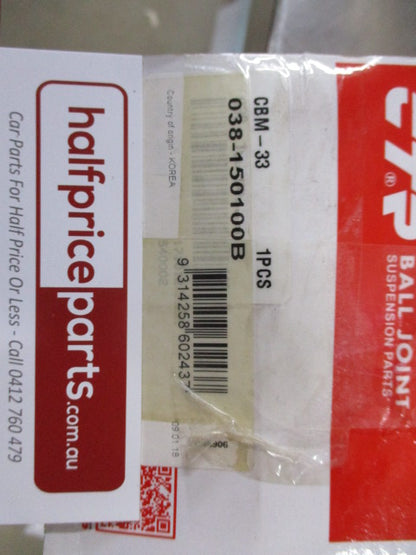 halfpriceparts.com.au
Car Parts For Half Price Or Less - Call 0412 760 479
CBM-33 1PCS
038-150100B
Country of origin - KOREA
9 314258 60243
CTR®
BALL JOINT
SUSPENSION PARTS